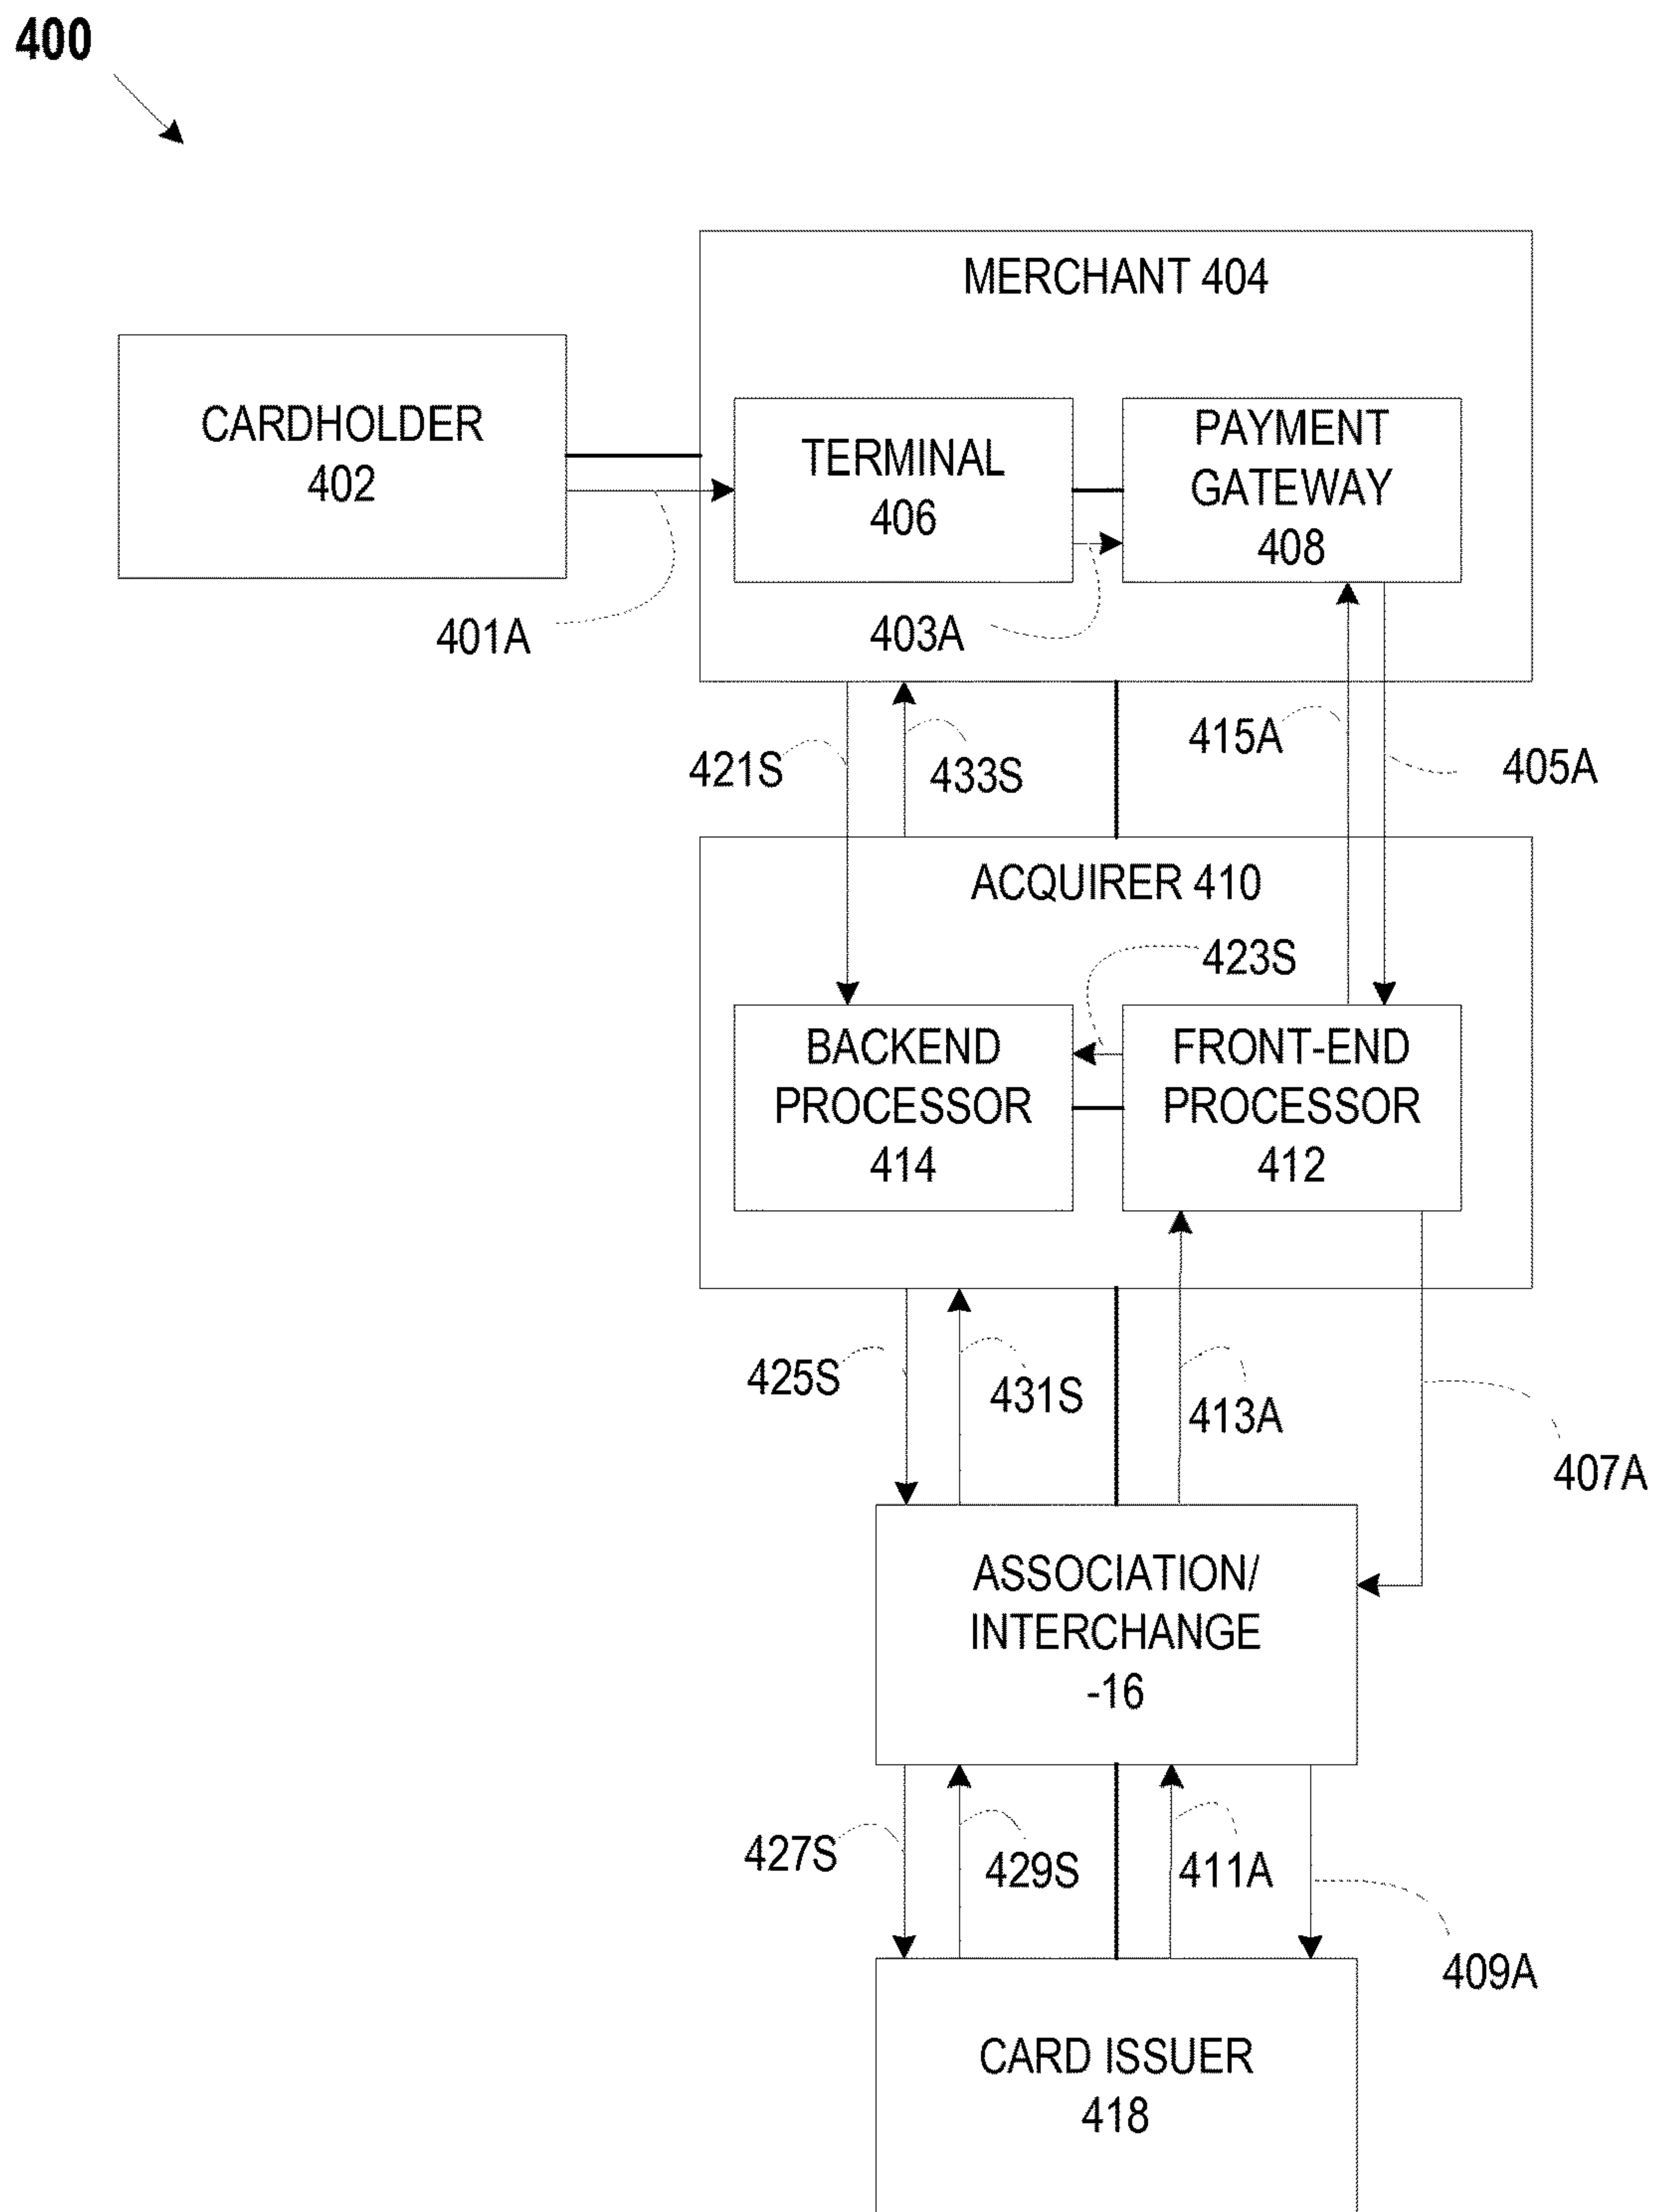 400
MERCHANT 404
CARDHOLDER
402
TERMINAL
406
PAYMENT
GATEWAY
408
401A
403A
421S
433S
415A
405A
ACQUIRER 410
423S
BACKEND
PROCESSOR
414
FRONT-END
PROCESSOR
412
425S
431S
413A
407A
ASSOCIATION/
INTERCHANGE
-16
427S
429S
411A
409A
CARD ISSUER
418